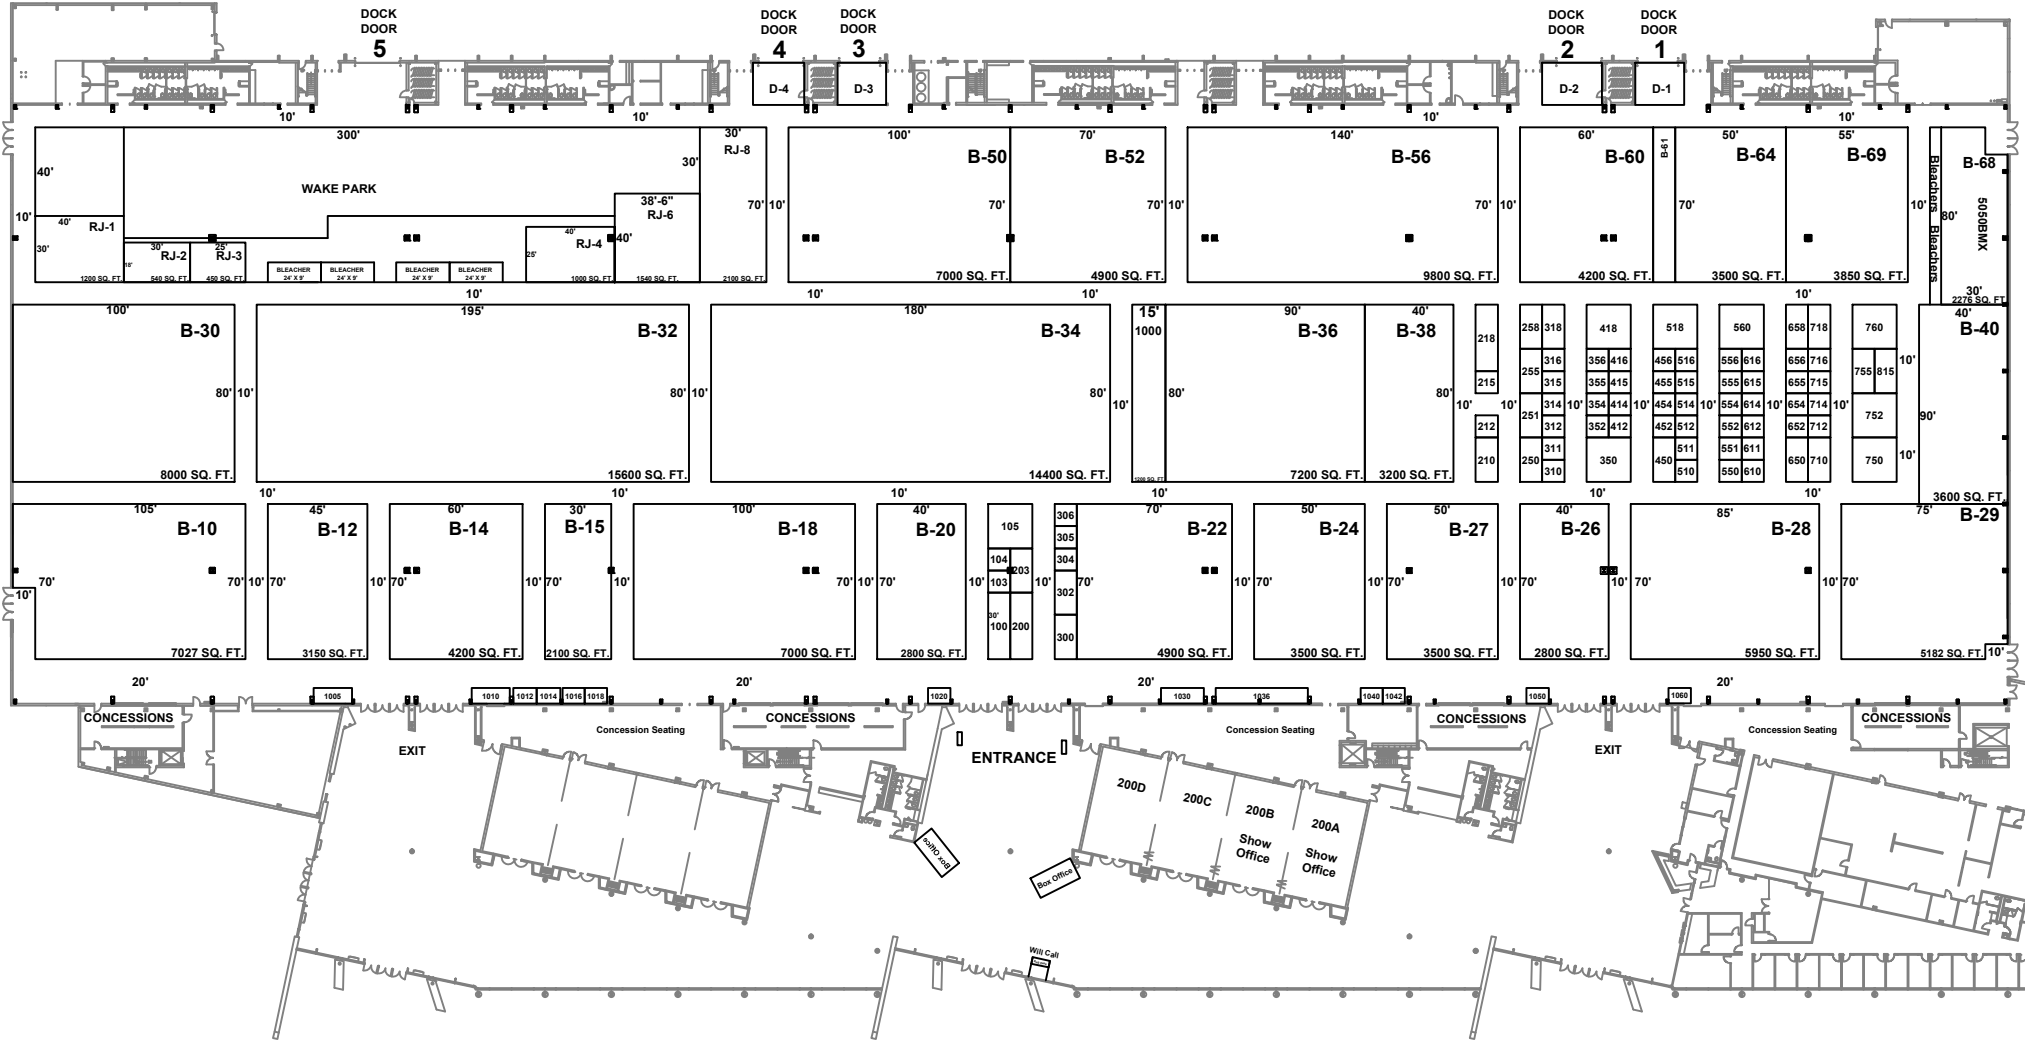 DOCK
DOOR
5
DOCK
DOOR
4
DOCK
DOOR
3
DOCK
DOOR
2
DOCK
DOOR
1
D-4
D-3
D-2
D-1
10' 10' 10' 10'
300'
30'
RJ-8
100'
B-50
70'
B-52
140'
B-56
60'
B-60
B-61
50'
B-64
55'
B-69
B-68
40'
WAKE PARK
30'
38'-6"
RJ-6
Bleachers Bleachers
5050BMX
80'
10'
40'
RJ-1
30'
1200 SQ. FT.
30'
RJ-2
18'
540 SQ. FT.
25'
RJ-3
450 SQ. FT.
BLEACHER
24' X 9'
BLEACHER
24' X 9'
BLEACHER
24' X 9'
BLEACHER
24' X 9'
40'
RJ-4
25'
1000 SQ. FT.
40'
1540 SQ. FT.
70' 10'
2100 SQ. FT.
70'
7000 SQ. FT.
70' 10'
4900 SQ. FT.
70' 10'
9800 SQ. FT.
4200 SQ. FT.
70'
3500 SQ. FT.
10'
3850 SQ. FT.
30'
2276 SQ. FT.
10' 10' 10' 10'
100'
B-30
80' 10'
8000 SQ. FT.
195'
B-32
80' 10'
15600 SQ. FT.
180'
B-34
80' 10'
14400 SQ. FT.
15'
1000
80'
1200 SQ. FT.
90'
B-36
7200 SQ. FT.
40'
B-38
80'
10'
3200 SQ. FT.
218
215
212
210
10'
258 318
255 316
315
251 314
312
250 311
310
10'
418
356 416
355 415
354 414
352 412
350
10'
518
456 516
455 515
454 514
452 512
450 511
510
10'
560
556 616
555 615
554 614
552 612
551 611
550 610
10'
658 718
656 716
655 715
654 714
652 712
650 710
10'
760
755 815
752
750
10'
10'
40'
B-40
90'
3600 SQ. FT.
10' 10' 10' 10' 10' 10'
105'
B-10
70' 70' 10'
10'
7027 SQ. FT.
45'
B-12
70' 10'
3150 SQ. FT.
60'
B-14
70' 10'
4200 SQ. FT.
30'
B-15
70' 10'
2100 SQ. FT.
100'
B-18
70' 10'
7000 SQ. FT.
40'
B-20
70' 10'
2800 SQ. FT.
105
104
103 203
30'
100 200
10'
306
305
304
302
300
70'
B-22
70' 10'
4900 SQ. FT.
50'
B-24
70' 10'
3500 SQ. FT.
50'
B-27
70' 10'
3500 SQ. FT.
40'
B-26
70' 10'
2800 SQ. FT.
85'
B-28
70' 10'
5950 SQ. FT.
75'
B-29
70'
5182 SQ. FT.
10'
20' 20' 20' 20'
1005
1010
1012
1014
1016
1018
1020
1030
1036
1040
1042
1050
1060
CONCESSIONS
EXIT
Concession Seating
CONCESSIONS
ENTRANCE
Concession Seating
CONCESSIONS
EXIT
Concession Seating
CONCESSIONS
200D
200C
200B
Show
Office
200A
Show
Office
Box Office
Box Office
Will Call